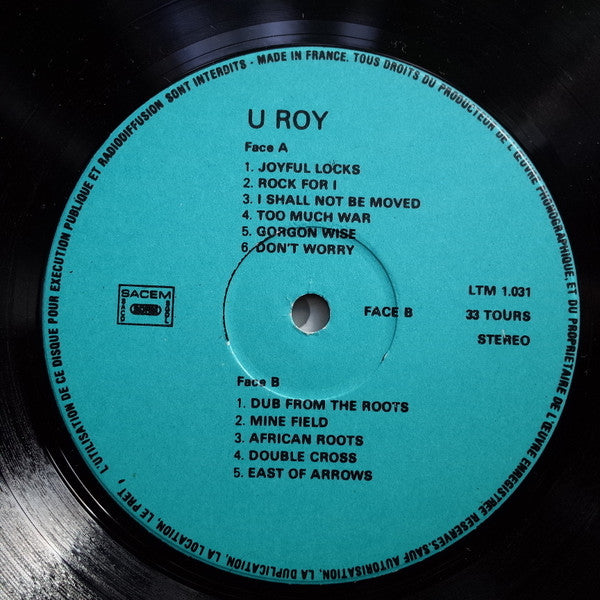 U ROY
Face A
1. JOYFUL LOCKS
2. ROCK FOR I
3. I SHALL NOT BE MOVED
4. TOO MUCH WAR
5. GORGON WISE
6. DON'T WORRY
SACEM
FACE B
LTM 1.031
33 TOURS
STEREO
Face B
1. DUB FROM THE ROOTS
2. MINE FIELD
3. AFRICAN ROOTS
4. DOUBLE CROSS
5. EAST OF ARROWS
MADE IN FRANCE. TOUS DROITS DU PRODUCTEUR DE L'ŒUVRE PHONOGRAPHIQUE, ET DU PROPRIETAIRE DE L'ŒUVRE ENREGISTREE RESERVES.SAUF AUTORISATION, LA DUPLICATION, LA LOCATION, LE PRET, L'UTILISATION DE CE DISQUE POUR EXECUTION PUBLIQUE ET RADIODIFFUSION SONT INTERDITS -